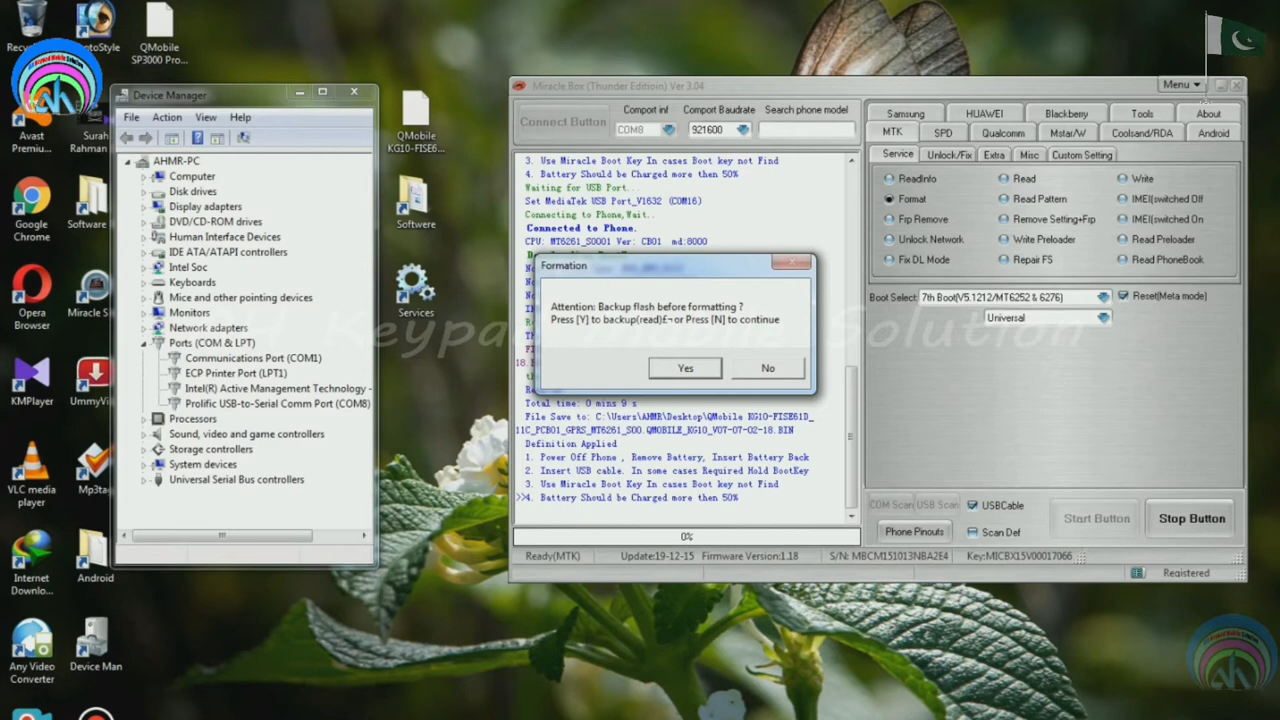 QMobile
SP3000 Pro...
Avast
Premiu...
Surah
Rahman
Google
Chrome
Software
Opera
Browser
Miracle S
KMPlayer
UmmyVi
VLC media
player
Mp3tag
Internet
Downlo...
Android
Any Video
Converter
Device Man
QMobile
KG10-FISE6...
Softwere
Services
Device Manager
File Action View Help
AHMR-PC
Computer
Disk drives
Display adapters
DVD/CD-ROM drives
Human Interface Devices
IDE ATA/ATAPI controllers
Intel Soc
Keyboards
Mice and other pointing devices
Monitors
Network adapters
Ports (COM & LPT)
Communications Port (COM1)
ECP Printer Port (LPT1)
Intel(R) Active Management Technology -
Prolific USB-to-Serial Comm Port (COM8)
Processors
Sound, video and game controllers
Storage controllers
System devices
Universal Serial Bus controllers
Miracle Box (Thunder Editioin) Ver 3.04
Menu
Connect Button
Comport inf
COM8
Comport Baudrate
921600
Search phone model
3. Use Miracle Boot Key In cases Boot key not Find
4. Battery Should be Charged more then 50%
Waiting for USB Port...
Set MediaTek USB Port_V1632 (COM16)
Connecting to Phone,Wait..
Connected to Phone.
CPU: MT6261_S0001 Ver: CB01 md:8000
Formation
Attention: Backup flash before formatting ?
Press [Y] to backup(read)£¬or Press [N] to continue
Yes No
Total time: 0 mins 9 s
File Save to: C:\Users\AHMR\Desktop\QMobile KG10-FISE61D_
11C_PCB01_GPRS_MT6261_S00.QMOBILE_KG10_V07-07-02-18.BIN
Definition Applied
1. Power Off Phone , Remove Battery, Insert Battery Back
2. Insert USB cable. In some cases Required Hold BootKey
3. Use Miracle Boot Key In cases Boot key not Find
>>4. Battery Should be Charged more then 50%
0%
Samsung HUAWEI Blackberry Tools About
MTK SPD Qualcomm Mstar/W Coolsand/RDA Android
Service Unlock/Fix Extra Misc Custom Setting
ReadInfo Read Write
Format Read Pattern IMEI(switched Off
Frp Remove Remove Setting+Frp IMEI(switched On
Unlock Network Write Preloader Read Preloader
Fix DL Mode Repair FS Read PhoneBook
Boot Select: 7th Boot(V5.1212/MT6252 & 6276) Reset(Meta mode)
Universal
Keypad Mobile Solution
COM Scan USB Scan USBCable Start Button Stop Button
Phone Pinouts Scan Def
Ready(MTK) Update:19-12-15 Firmware Version:1.18 S/N: MBCM151013NBA2E4 Key:MICBX15V00017066
Registered